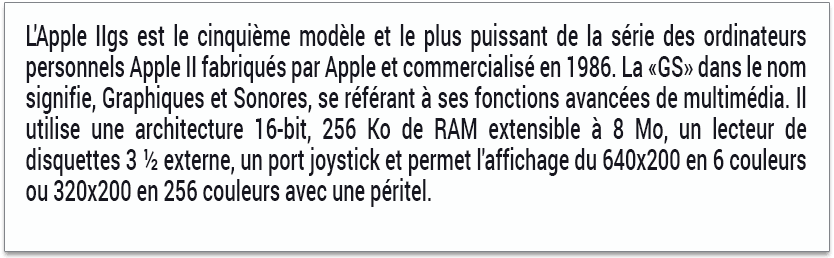 L'Apple IIgs est le cinquième modèle et le plus puissant de la série des ordinateurs
personnels Apple II fabriqués par Apple et commercialisé en 1986. La «GS» dans le nom
signifie, Graphiques et Sonores, se référant à ses fonctions avancées de multimédia. Il
utilise une architecture 16-bit, 256 Ko de RAM extensible à 8 Mo, un lecteur de
disquettes 3 ½ externe, un port joystick et permet l'affichage du 640x200 en 6 couleurs
ou 320x200 en 256 couleurs avec une péritel.